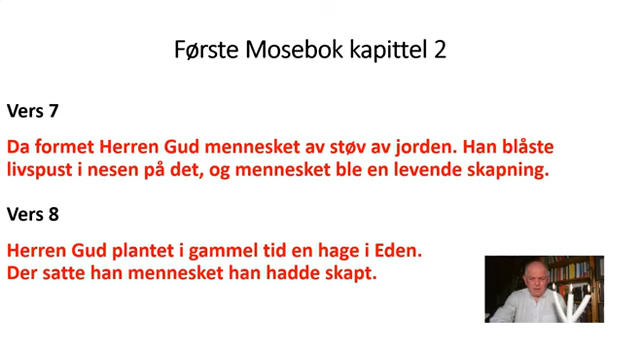 Første Mosebok kapittel 2
Vers 7
Da formet Herren Gud mennesket av støv av jorden. Han blåste
livspust i nesen på det, og mennesket ble en levende skapning.
Vers 8
Herren Gud plantet i gammel tid en hage i Eden.
Der satte han mennesket han hadde skapt.